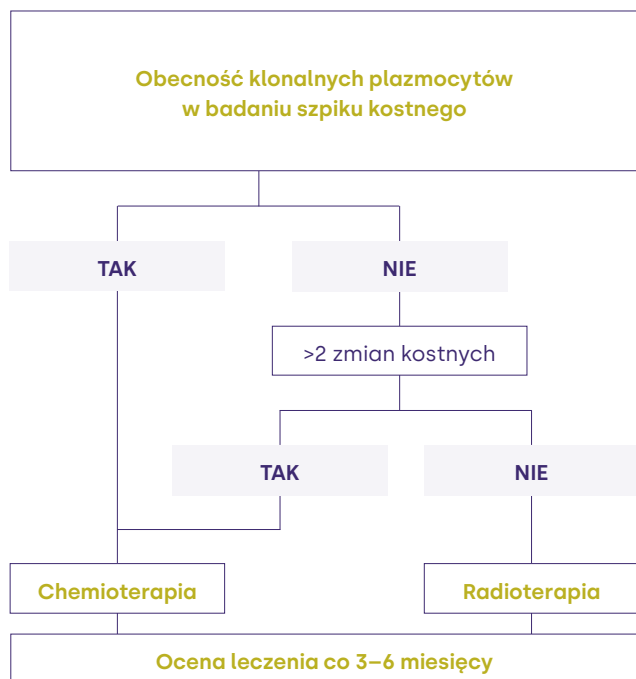 Obecność klonalnych plazmocytów
w badaniu szpiku kostnego
TAK
NIE
>2 zmian kostnych
TAK
NIE
Chemioterapia
Radioterapia
Ocena leczenia co 3–6 miesięcy